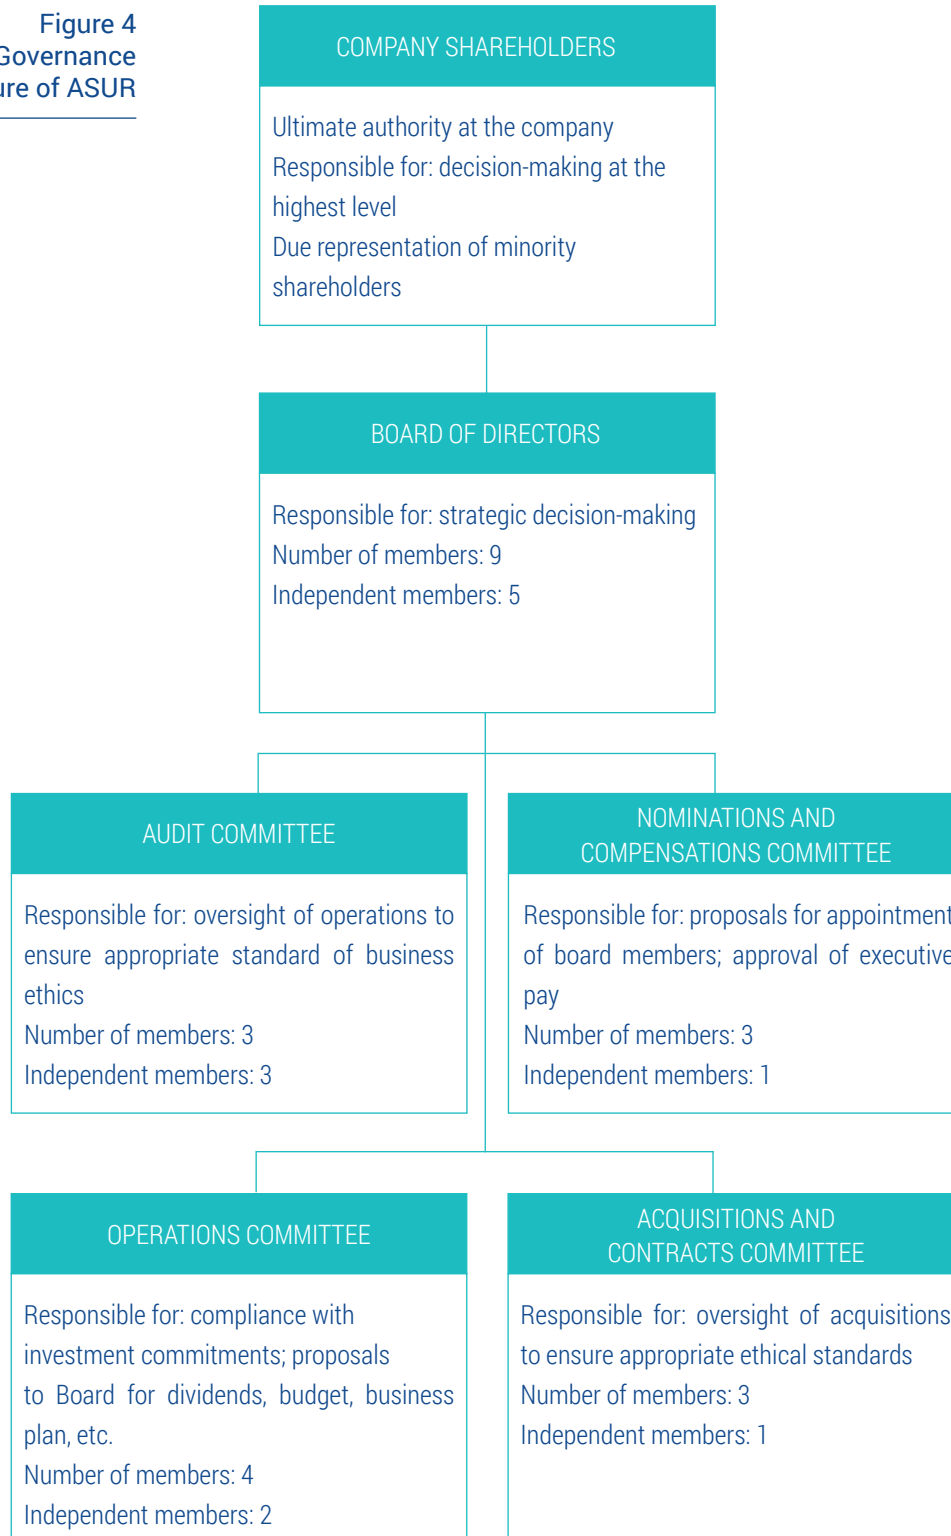 Figure 4
Governance
of ASUR
COMPANY SHAREHOLDERS
Ultimate authority at the company
Responsible for: decision-making at the
highest level
Due representation of minority
shareholders
BOARD OF DIRECTORS
Responsible for: strategic decision-making
Number of members: 9
Independent members: 5
AUDIT COMMITTEE
Responsible for: oversight of operations to
ensure appropriate standard of business
ethics
Number of members: 3
Independent members: 3
NOMINATIONS AND
COMPENSATIONS COMMITTEE
Responsible for: proposals for appointment
of board members; approval of executive
pay
Number of members: 3
Independent members: 1
OPERATIONS COMMITTEE
Responsible for: compliance with
investment commitments; proposals
to Board for dividends, budget, business
plan, etc.
Number of members: 4
Independent members: 2
ACQUISITIONS AND
CONTRACTS COMMITTEE
Responsible for: oversight of acquisitions
to ensure appropriate ethical standards
Number of members: 3
Independent members: 1